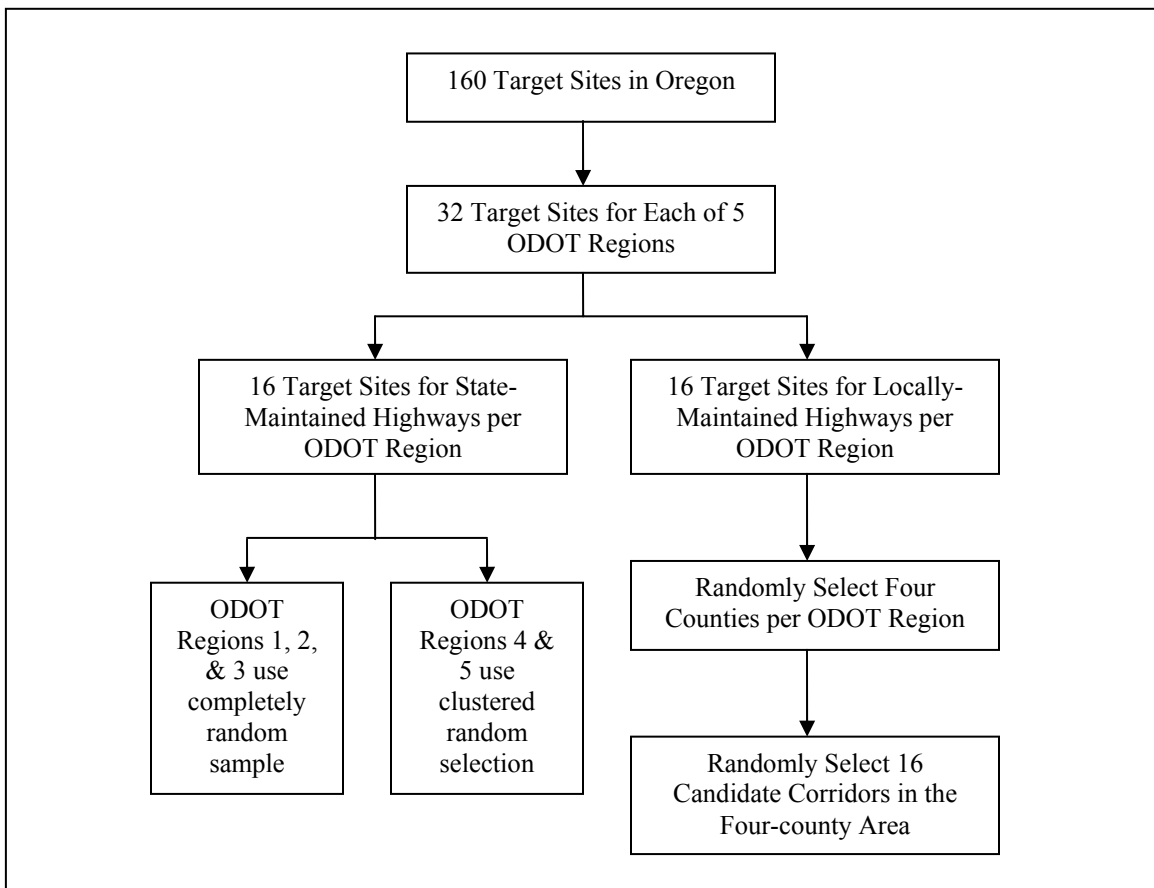 160 Target Sites in Oregon
32 Target Sites for Each of 5
ODOT Regions
16 Target Sites for State-
Maintained Highways per
ODOT Region
16 Target Sites for Locally-
Maintained Highways per
ODOT Region
ODOT
Regions 1, 2,
& 3 use
completely
random
sample
ODOT
Regions 4 &
5 use
clustered
random
selection
Randomly Select Four
Counties per ODOT Region
Randomly Select 16
Candidate Corridors in the
Four-county Area